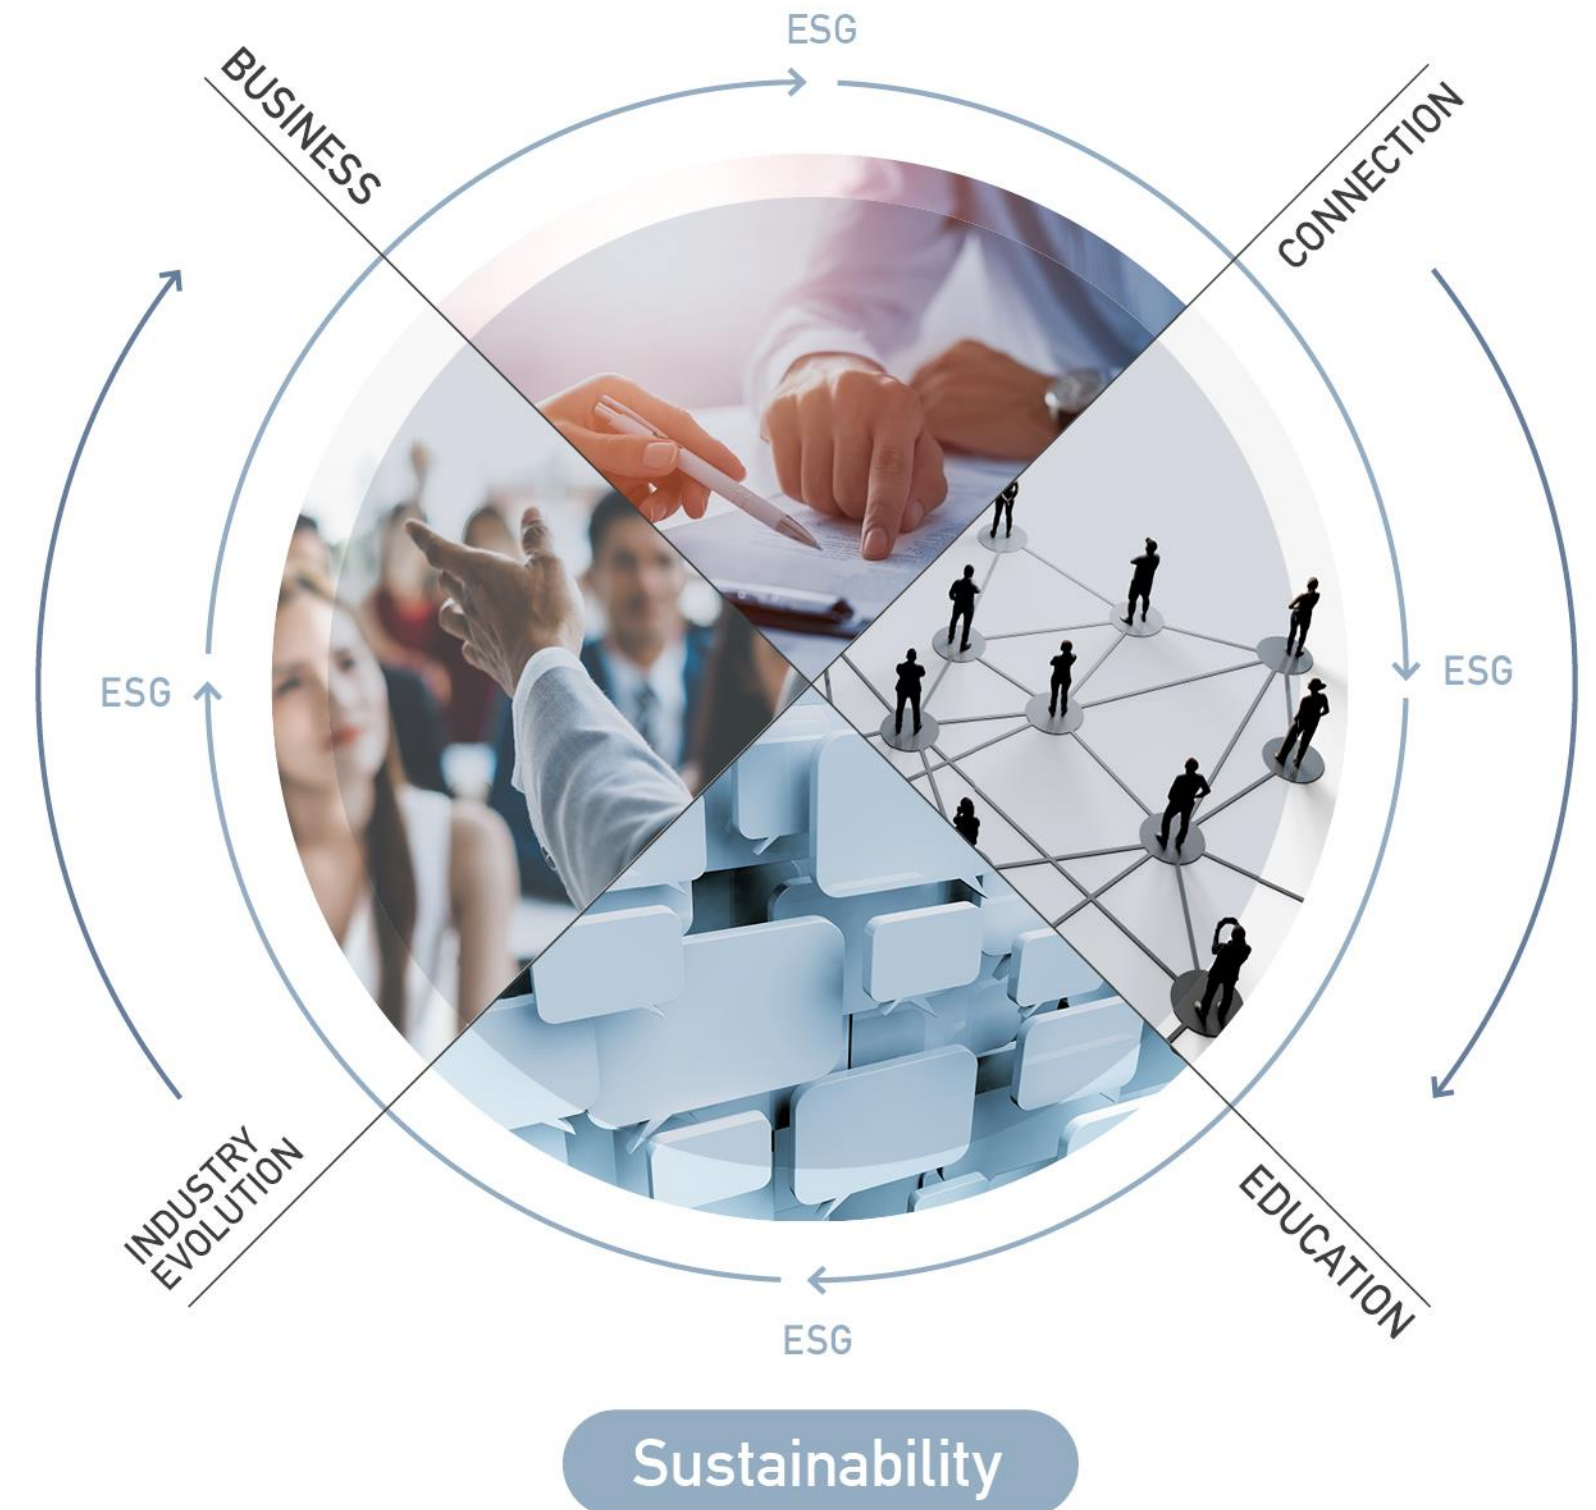 ESG
BUSINESS
CONNECTION
ESG
ESG
INDUSTRY
EVOLUTION
EDUCATION
ESG
Sustainability